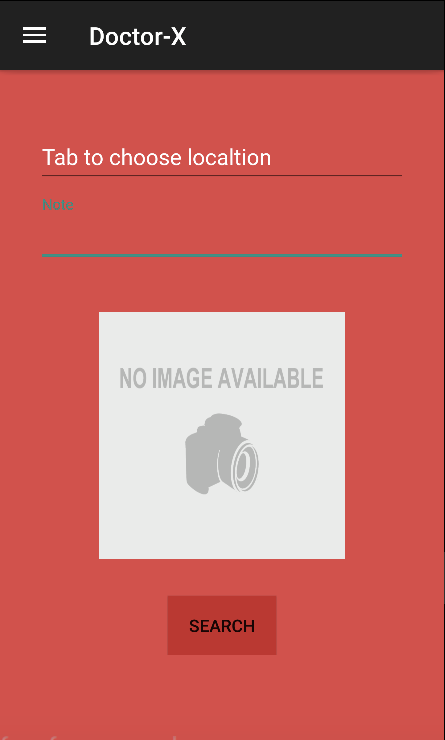 Doctor-X
Tab to choose localtion
Note
NO IMAGE AVAILABLE
SEARCH